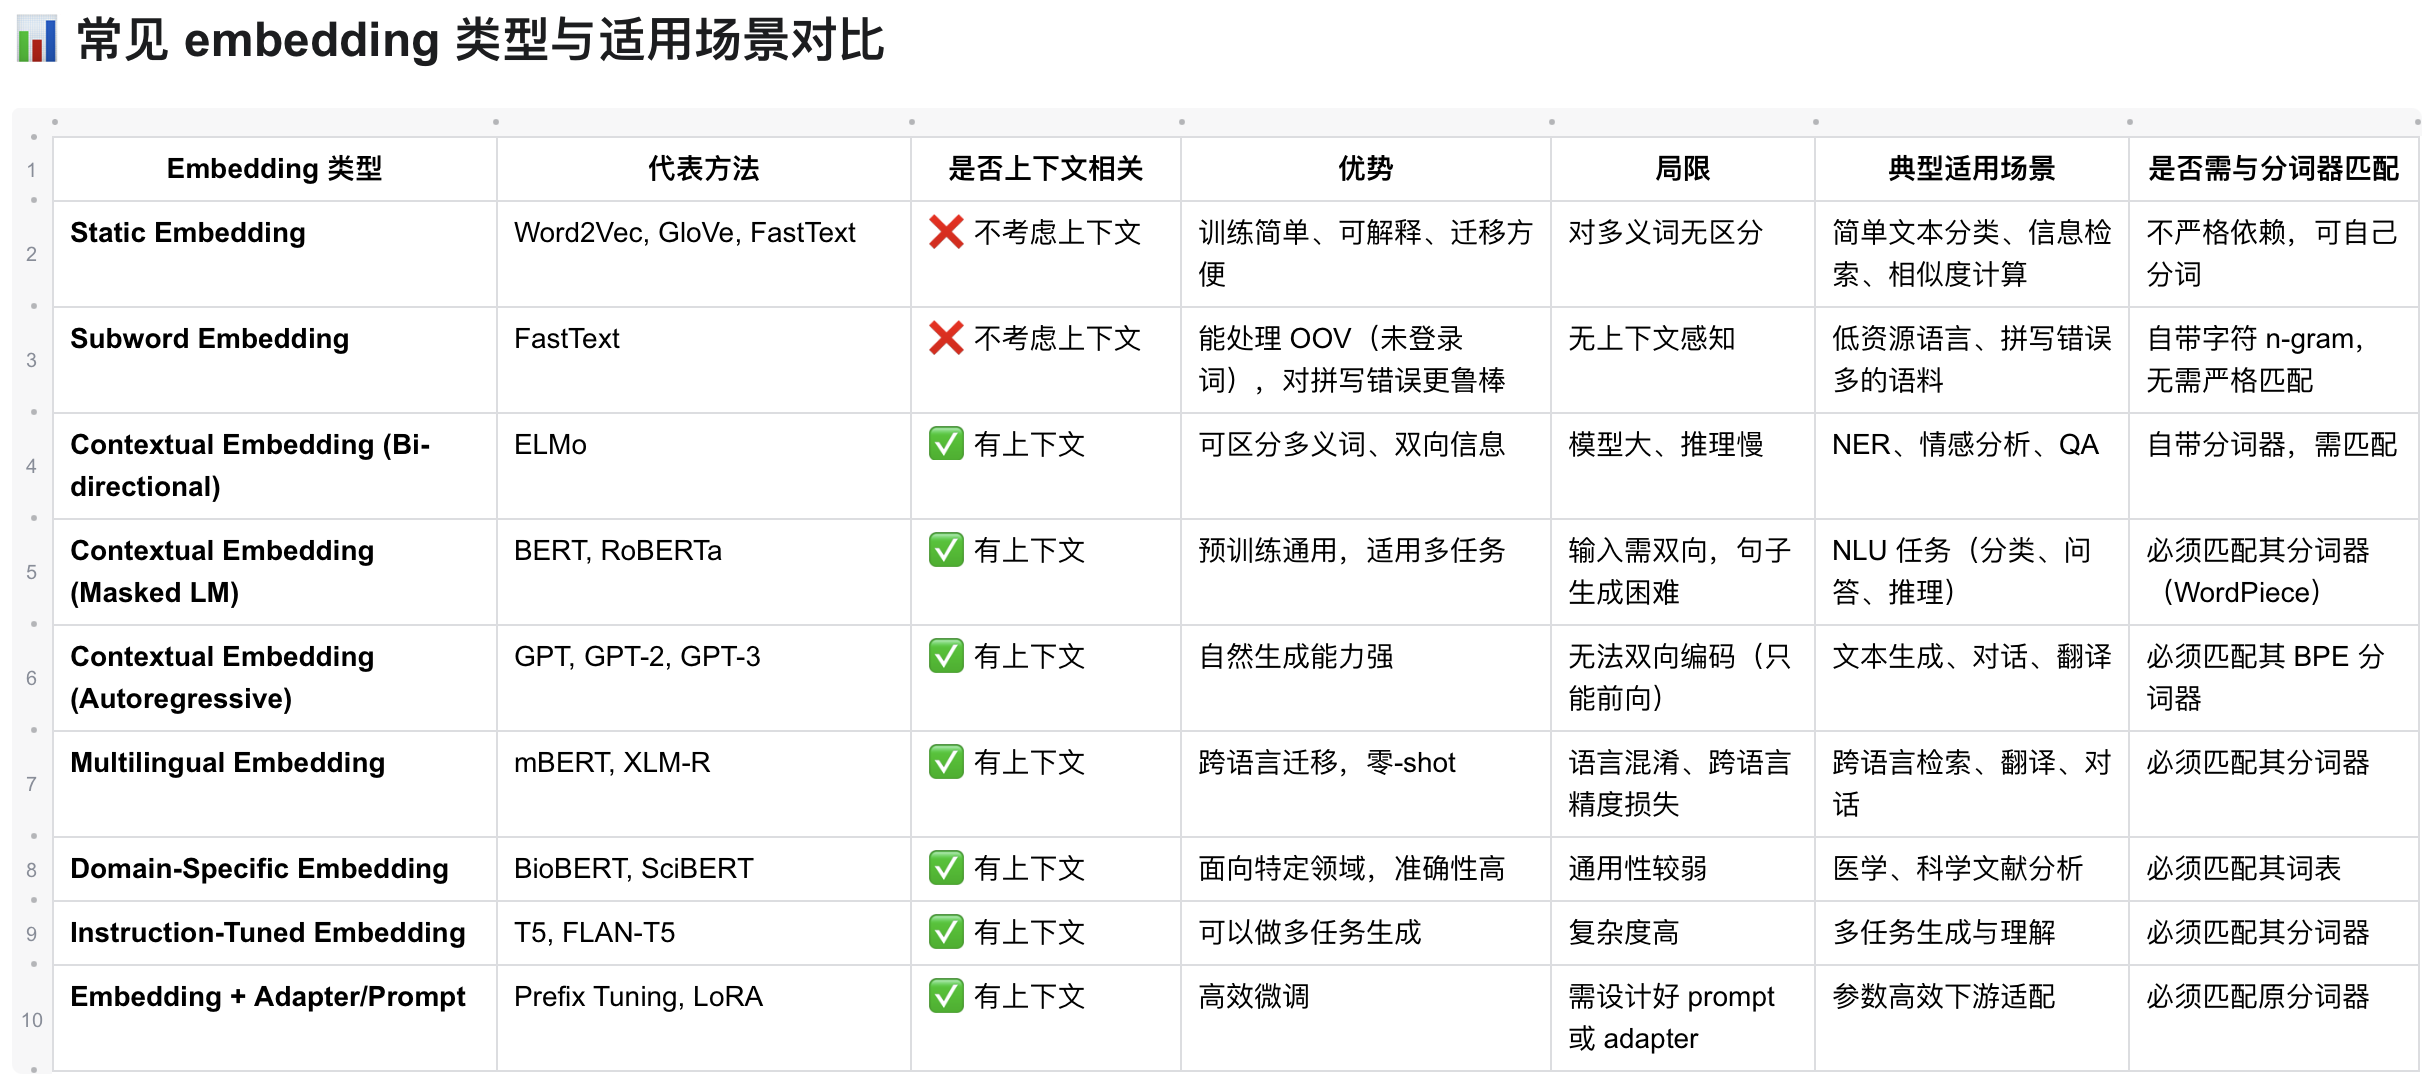 📊 常见 embedding 类型与适用场景对比
1 Embedding 类型 代表方法 是否上下文相关 优势 局限 典型适用场景 是否需与分词器匹配
2 Static Embedding Word2Vec, GloVe, FastText ❌ 不考虑上下文 训练简单、可解释、迁移方 对多义词无区分 简单文本分类、信息检 不严格依赖，可自己
便 索、相似度计算 分词
3 Subword Embedding FastText ❌ 不考虑上下文 能处理 OOV（未登录 无上下文感知 低资源语言、拼写错误 自带字符 n-gram，
词），对拼写错误更鲁棒 多的语料 无需严格匹配
4 Contextual Embedding (Bi- ELMo ✅ 有上下文 可区分多义词、双向信息 模型大、推理慢 NER、情感分析、QA 自带分词器，需匹配
directional)
5 Contextual Embedding BERT, RoBERTa ✅ 有上下文 预训练通用，适用多任务 输入需双向，句子 NLU 任务（分类、问 必须匹配其分词器
(Masked LM) 生成困难 答、推理） （WordPiece）
6 Contextual Embedding GPT, GPT-2, GPT-3 ✅ 有上下文 自然生成能力强 无法双向编码（只 文本生成、对话、翻译 必须匹配其 BPE 分
(Autoregressive) 能前向） 词器
7 Multilingual Embedding mBERT, XLM-R ✅ 有上下文 跨语言迁移，零-shot 语言混淆、跨语言 跨语言检索、翻译、对 必须匹配其分词器
精度损失 话
8 Domain-Specific Embedding BioBERT, SciBERT ✅ 有上下文 面向特定领域，准确性高 通用性较弱 医学、科学文献分析 必须匹配其词表
9 Instruction-Tuned Embedding T5, FLAN-T5 ✅ 有上下文 可以做多任务生成 复杂度高 多任务生成与理解 必须匹配其分词器
10 Embedding + Adapter/Prompt Prefix Tuning, LoRA ✅ 有上下文 高效微调 需设计好 prompt 参数高效下游适配 必须匹配原分词器
或 adapter